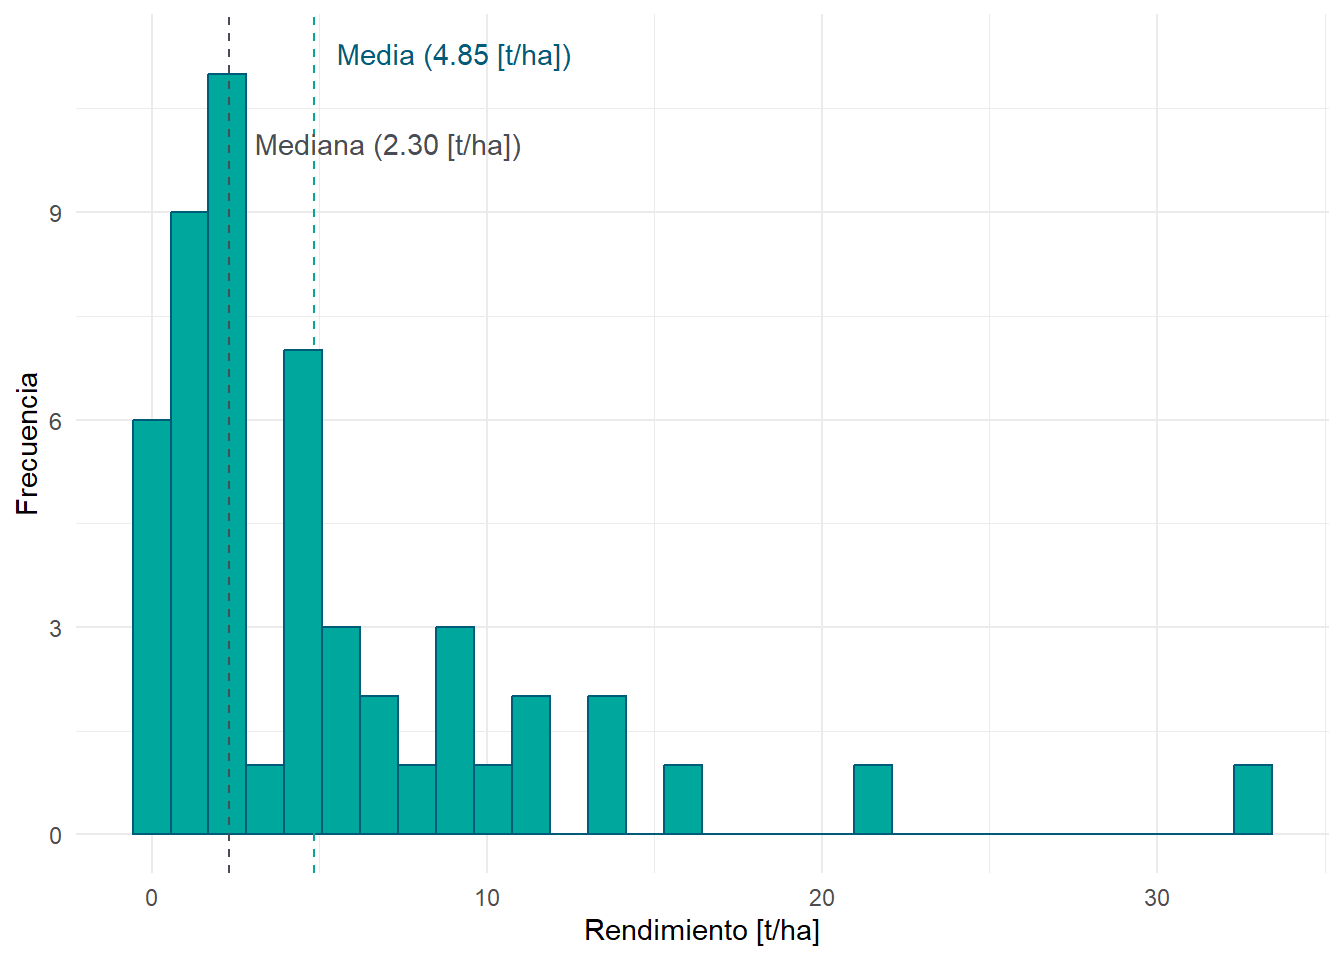 Media (4.85 [t/ha])
Mediana (2.30 [t/ha])
9
6
3
0
Frecuencia
0 10 20 30
Rendimiento [t/ha]